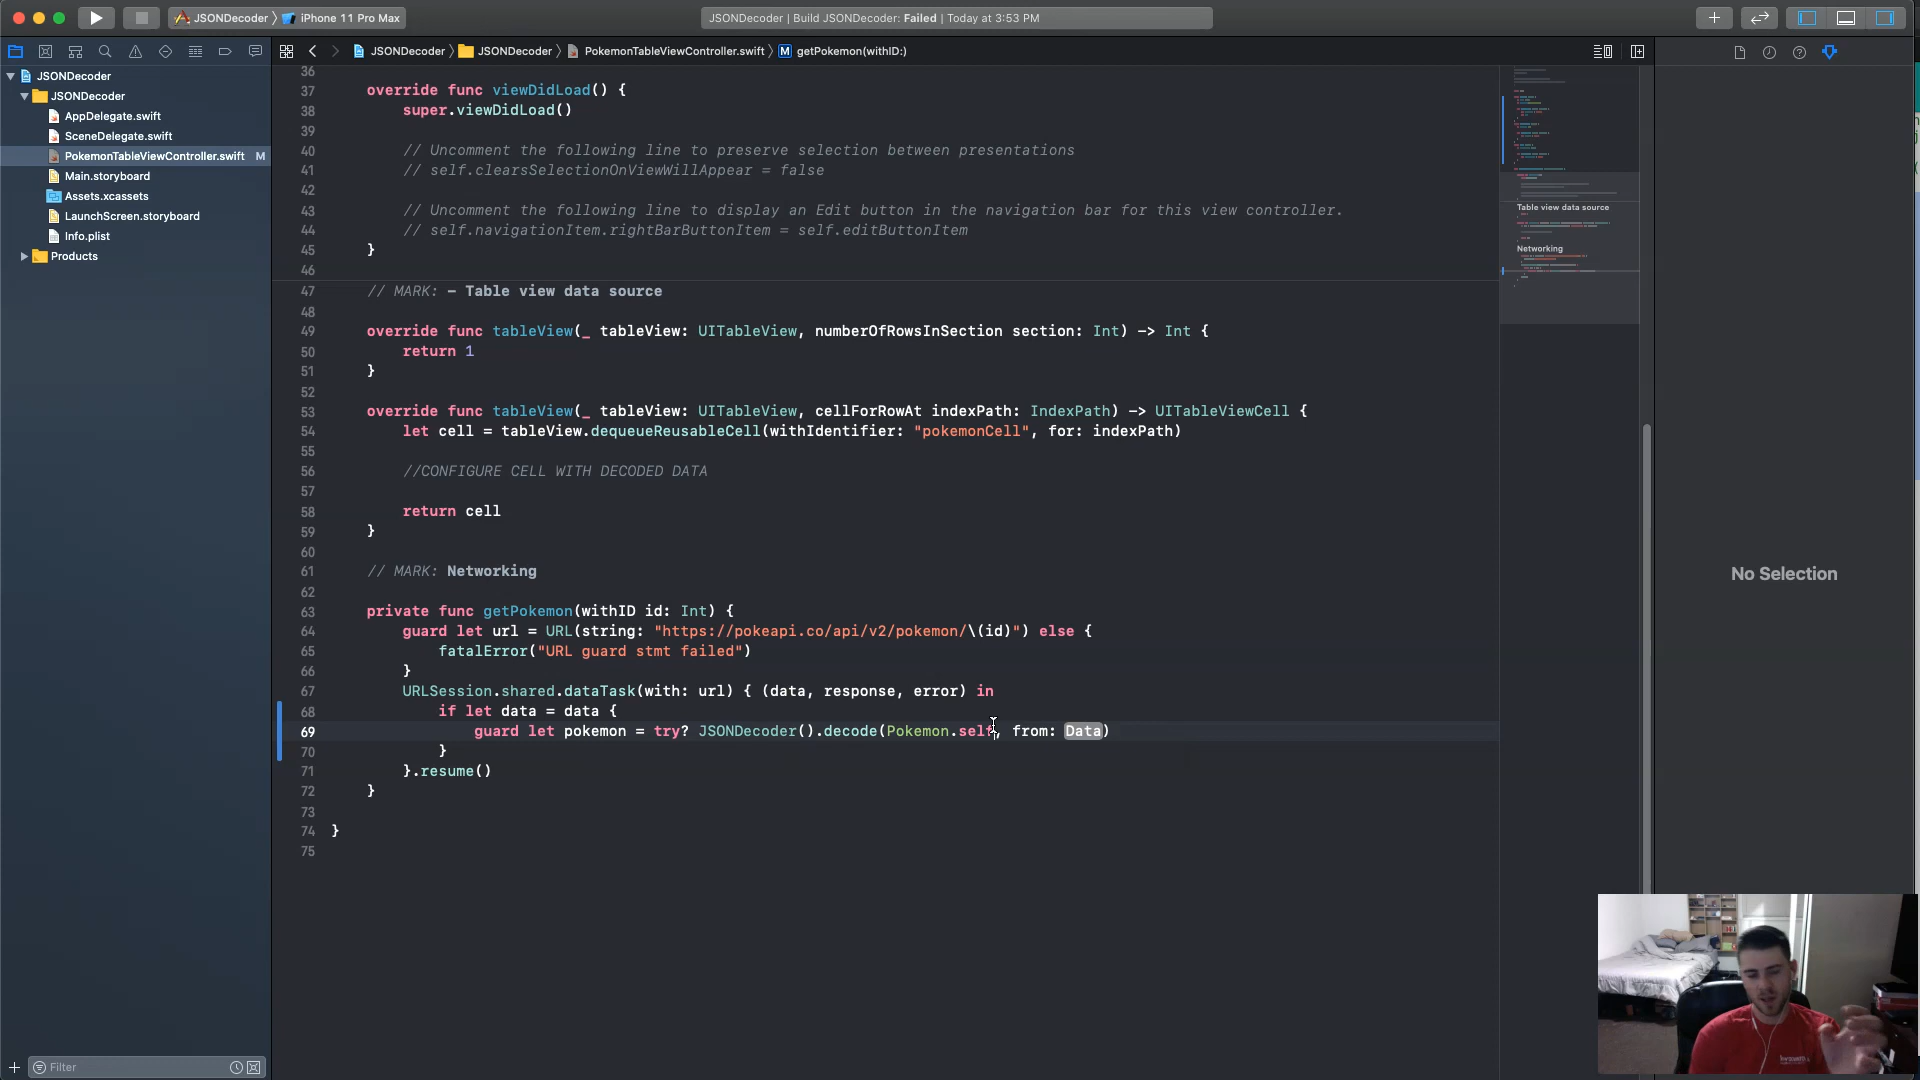 JSONDecoder iPhone 11 Pro Max
JSONDecoder | Build JSONDecoder: Failed | Today at 3:53 PM
JSONDecoder JSONDecoder PokemonTableViewController.swift M getPokemon(withID:)
JSONDecoder
JSONDecoder
AppDelegate.swift
SceneDelegate.swift
PokemonTableViewController.swift M
Main.storyboard
Assets.xcassets
LaunchScreen.storyboard
Info.plist
Products
Filter
36
37 override func viewDidLoad() {
38 super.viewDidLoad()
39
40 // Uncomment the following line to preserve selection between presentations
41 // self.clearsSelectionOnViewWillAppear = false
42
43 // Uncomment the following line to display an Edit button in the navigation bar for this view controller.
44 // self.navigationItem.rightBarButtonItem = self.editButtonItem
45 }
46
47 // MARK: - Table view data source
48
49 override func tableView(_ tableView: UITableView, numberOfRowsInSection section: Int) -> Int {
50 return 1
51 }
52
53 override func tableView(_ tableView: UITableView, cellForRowAt indexPath: IndexPath) -> UITableViewCell {
54 let cell = tableView.dequeueReusableCell(withIdentifier: "pokemonCell", for: indexPath)
55
56 //CONFIGURE CELL WITH DECODED DATA
57
58 return cell
59 }
60
61 // MARK: Networking
62
63 private func getPokemon(withID id: Int) {
64 guard let url = URL(string: "https://pokeapi.co/api/v2/pokemon/\(id)") else {
65 fatalError("URL guard stmt failed")
66 }
67 URLSession.shared.dataTask(with: url) { (data, response, error) in
68 if let data = data {
69 guard let pokemon = try? JSONDecoder().decode(Pokemon.self, from: Data)
70 }
71 }.resume()
72 }
73
74 }
75
Table view data source
Networking
No Selection